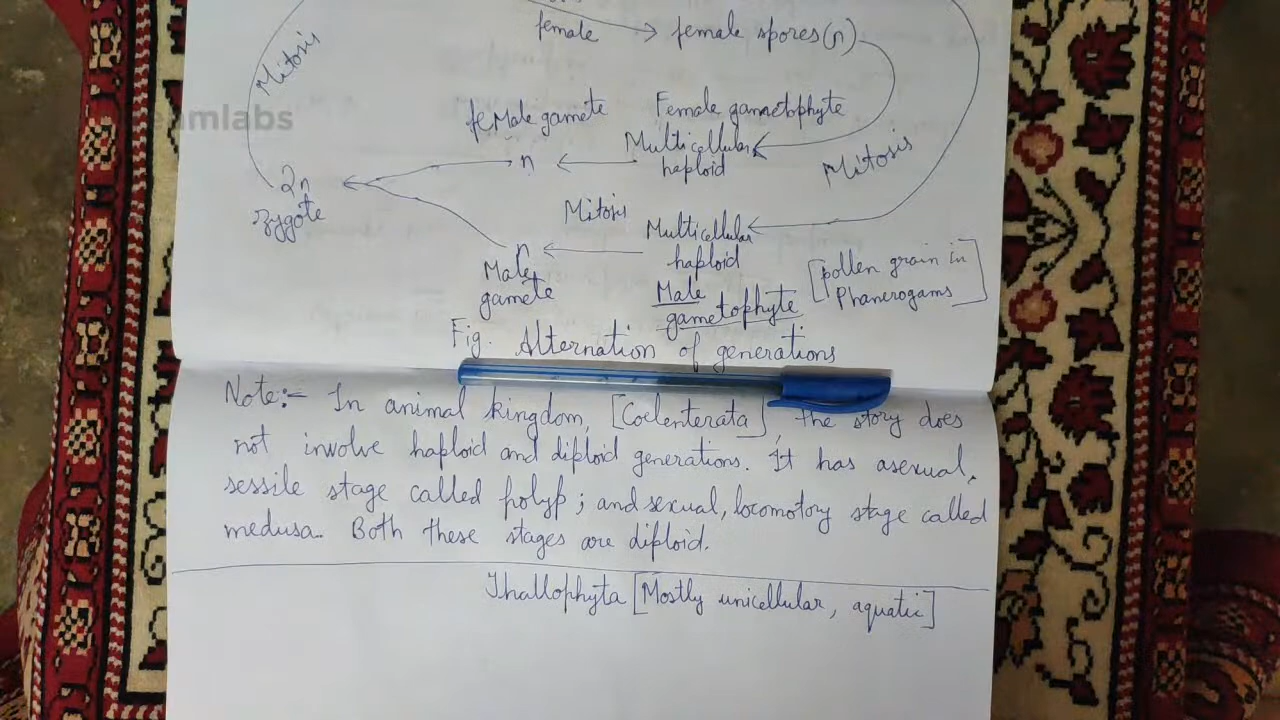 female → female spores (n)
Mitosis
female gamete Female gametophyte
Multicellular
haploid
n
Mitosis
2n
zygote
Mitosis
Multicellular
haploid
n
Male
gamete
Male
gametophyte
[pollen grain in
Phanerogams]
Fig. Alternation of generations
Note:- In animal kingdom, [Coelenterata], the story does
not involve haploid and diploid generations. It has asexual,
sessile stage called polyp; and sexual, locomotory stage called
medusa. Both these stages are diploid.
Thallophyta [Mostly unicellular, aquatic]